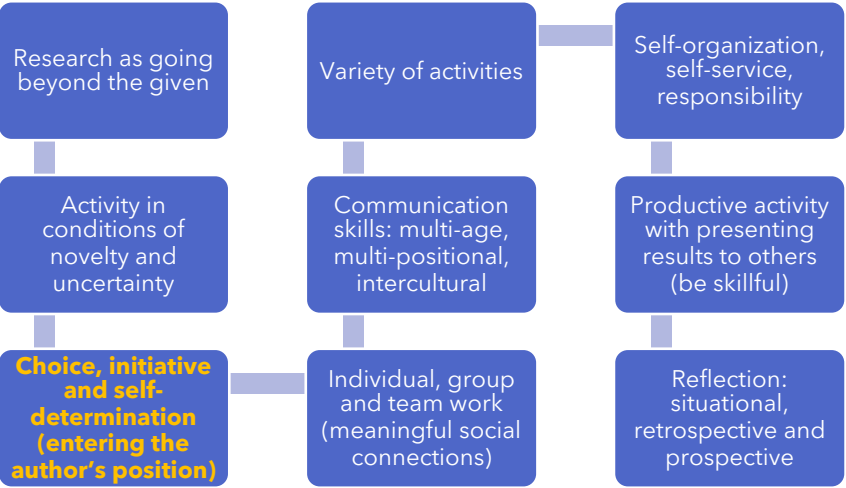 Research as going
beyond the given
Activity in
conditions of
novelty and
uncertainty
Choice, initiative
and self-
determination
(entering the
author's position)
Individual, group
and team work
(meaningful social
connections)
Communication
skills: multi-age,
multi-positional,
intercultural
Variety of activities
Self-organization,
self-service,
responsibility
Productive activity
with presenting
results to others
(be skillful)
Reflection:
situational,
retrospective and
prospective